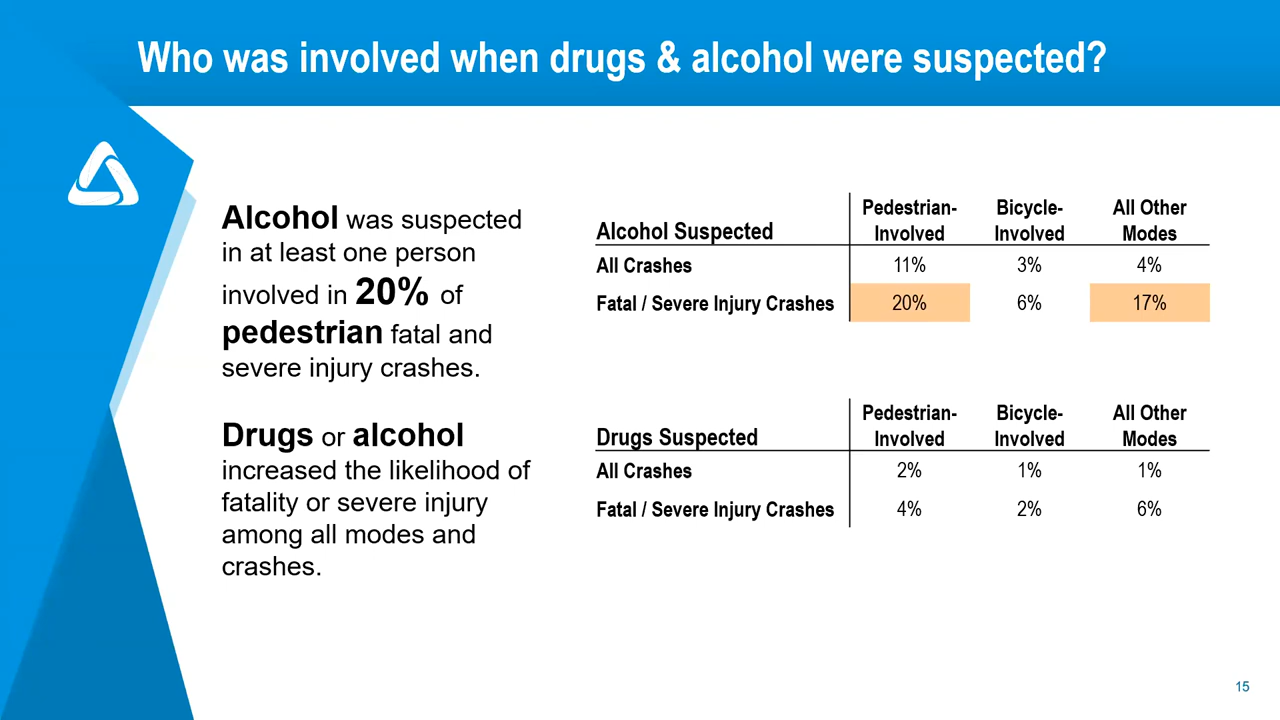 Who was involved when drugs & alcohol were suspected?
Alcohol was suspected
in at least one person
involved in 20% of
pedestrian fatal and
severe injury crashes.
Drugs or alcohol
increased the likelihood of
fatality or severe injury
among all modes and
crashes.
Alcohol Suspected Pedestrian-Involved Bicycle-Involved All Other Modes
All Crashes 11% 3% 4%
Fatal / Severe Injury Crashes 20% 6% 17%
Drugs Suspected Pedestrian-Involved Bicycle-Involved All Other Modes
All Crashes 2% 1% 1%
Fatal / Severe Injury Crashes 4% 2% 6%
15